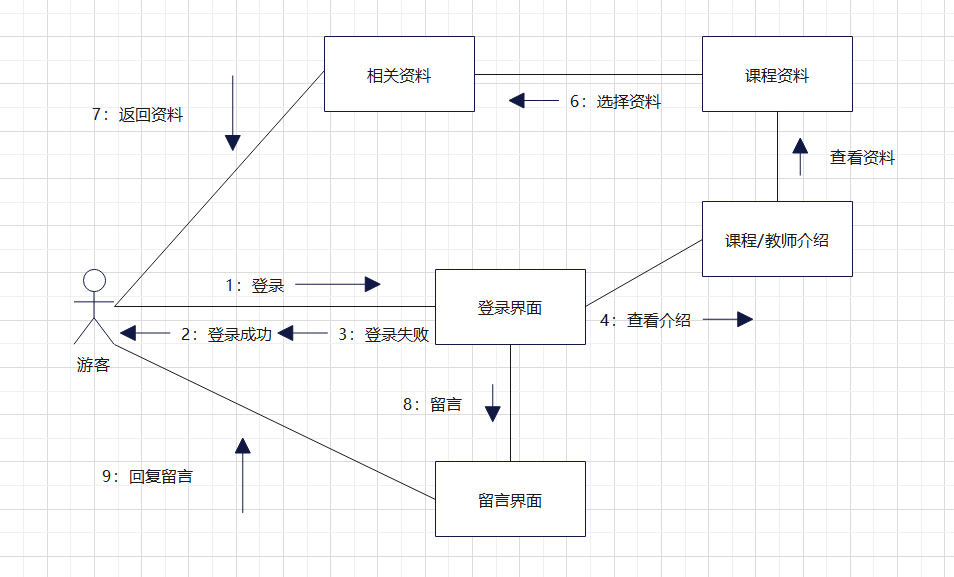 相关资料
课程资料
6：选择资料
7：返回资料
查看资料
课程/教师介绍
1：登录
登录界面
4：查看介绍
2：登录成功
3：登录失败
游客
8：留言
9：回复留言
留言界面